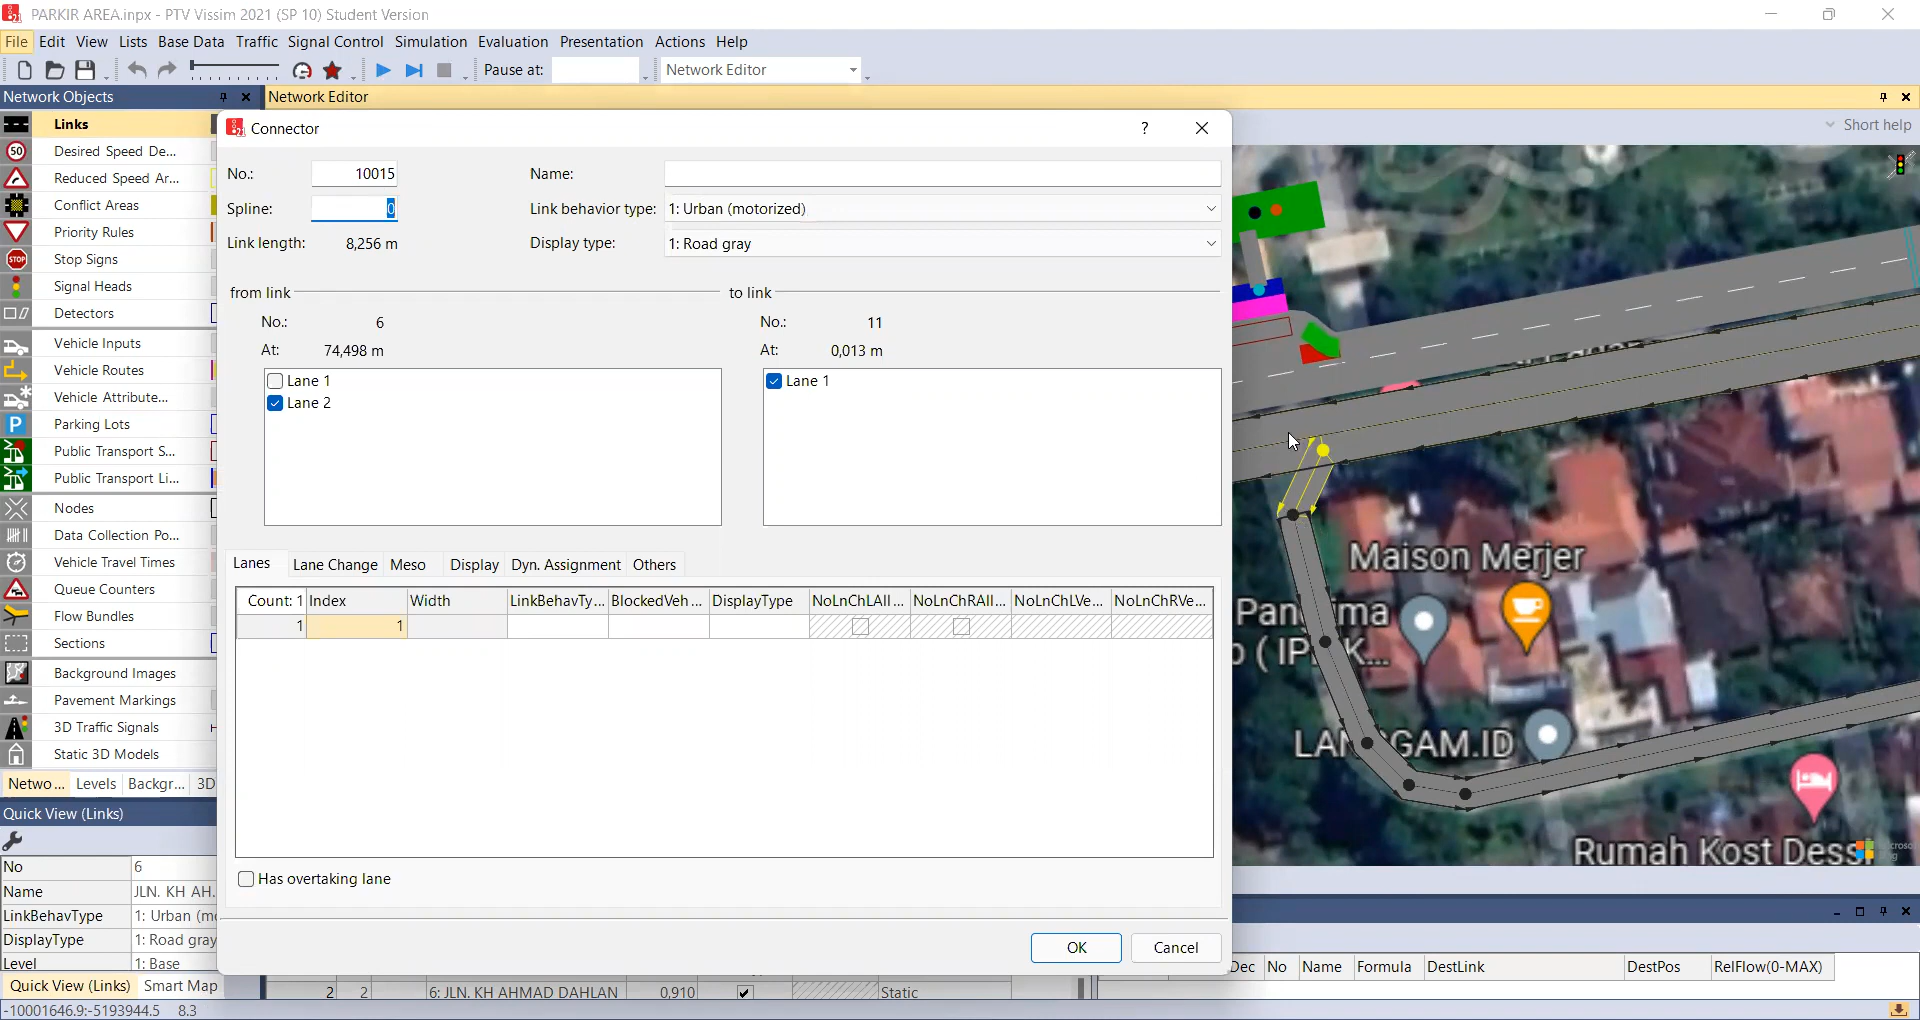 PARKIR AREA.inpx - PTV Vissim 2021 (SP 10) Student Version
File Edit View Lists Base Data Traffic Signal Control Simulation Evaluation Presentation Actions Help
Pause at: Network Editor
Network Objects
Network Editor
Short help
Links
50 Desired Speed De...
Reduced Speed Ar...
Conflict Areas
Priority Rules
STOP Stop Signs
Signal Heads
Detectors
Vehicle Inputs
Vehicle Routes
Vehicle Attribute...
P Parking Lots
Public Transport S...
Public Transport Li...
Nodes
Data Collection Po...
Vehicle Travel Times
Queue Counters
Flow Bundles
Sections
Background Images
Pavement Markings
3D Traffic Signals
Static 3D Models
Netwo... Levels Backgr... 3D
Quick View (Links)
No 6
Name JLN. KH AH.
LinkBehavType 1: Urban (m
DisplayType 1: Road gray
Level 1: Base
Quick View (Links) Smart Map
-10001646.9:-5193944.5 8.3
Connector
?
No.: 10015 Name:
Spline: 0 Link behavior type: 1: Urban (motorized)
Link length: 8,256 m Display type: 1: Road gray
from link to link
No.: 6 No.: 11
At: 74,498 m At: 0,013 m
Lane 1 Lane 1
Lane 2
Lanes Lane Change Meso Display Dyn. Assignment Others
Count: 1 Index Width LinkBehavTy... BlockedVeh... DisplayType NoLnChLAll... NoLnChRAll... NoLnChLVe... NoLnChRVe...
1 1
Has overtaking lane
OK Cancel
Maison Merjer
LANGGAM.ID
Rumah Kost Dess
Dec No Name Formula DestLink DestPos RelFlow(0-MAX)
2 2 6: JLN. KH AHMAD DAHLAN 0,910 Static